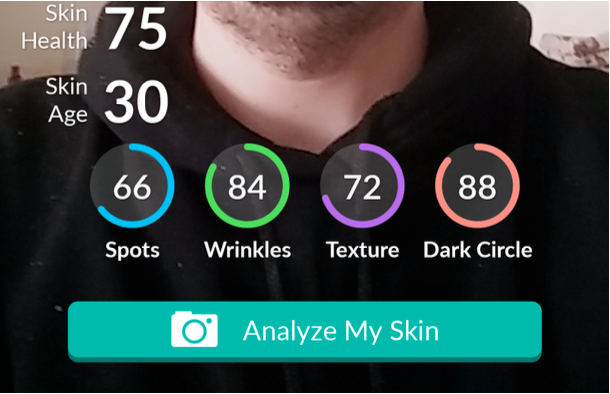 Skin
Health 75
Skin
Age 30
66 84 72 88
Spots Wrinkles Texture Dark Circle
Analyze My Skin